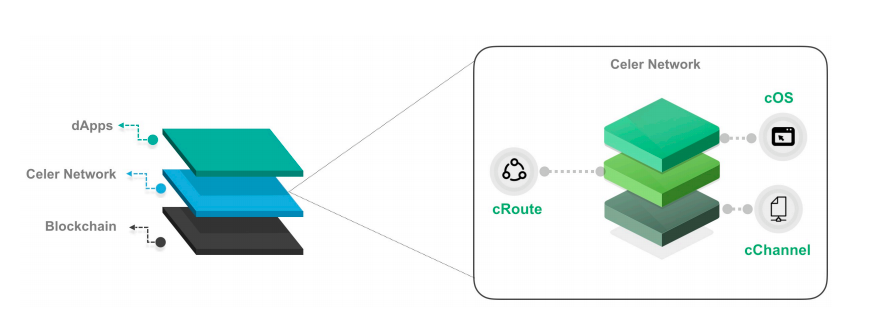 dApps
Celer Network
Blockchain
Celer Network
cOS
cRoute
cChannel